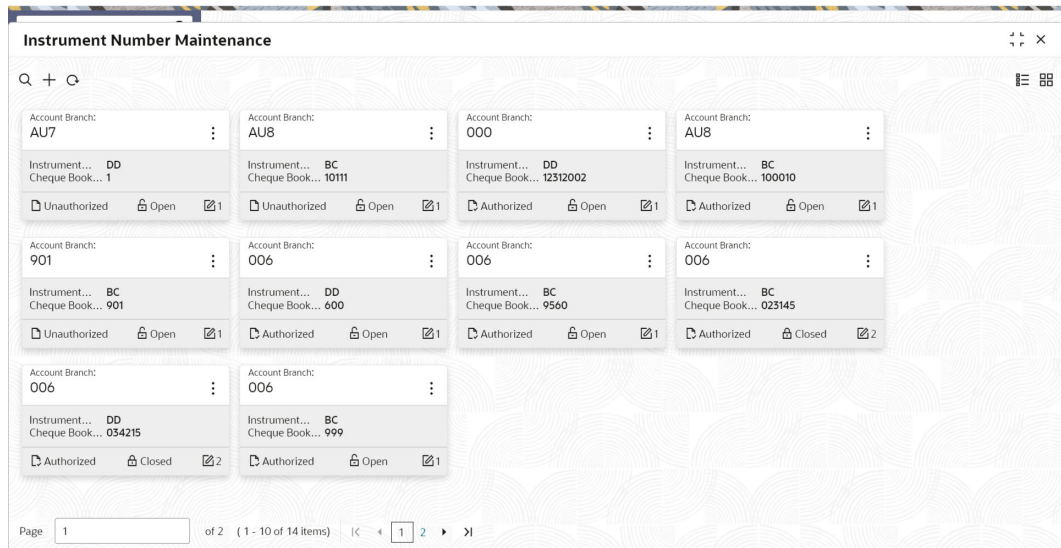 Instrument Number Maintenance
Account Branch: Account Branch: Account Branch: Account Branch:
AU7 AU8 000 AU8
Instrument... DD Instrument... BC Instrument... DD Instrument... BC
Cheque Book... 1 Cheque Book... 10111 Cheque Book... 12312002 Cheque Book... 100010
Unauthorized Open 1 Unauthorized Open 1 Authorized Open 1 Authorized Open 1
Account Branch: Account Branch: Account Branch: Account Branch:
901 006 006 006
Instrument... BC Instrument... DD Instrument... BC Instrument... BC
Cheque Book... 901 Cheque Book... 600 Cheque Book... 9560 Cheque Book... 023145
Unauthorized Open 1 Authorized Open 1 Authorized Open 1 Authorized Closed 2
Account Branch: Account Branch:
006 006
Instrument... DD Instrument... BC
Cheque Book... 034215 Cheque Book... 999
Authorized Closed 2 Authorized Open 1
Page 1 of 2 ( 1 - 10 of 14 items) 1 2